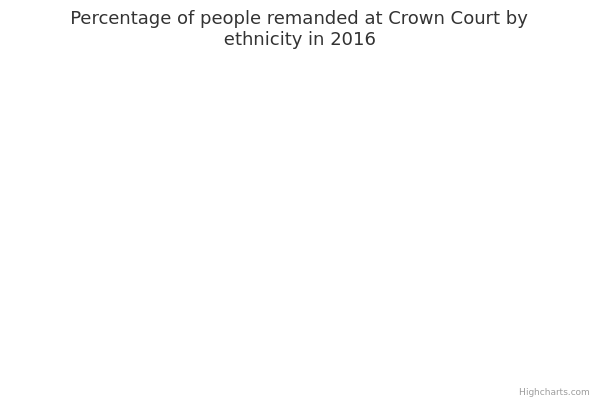 Percentage of people remanded at Crown Court by
ethnicity in 2016
Highcharts.com